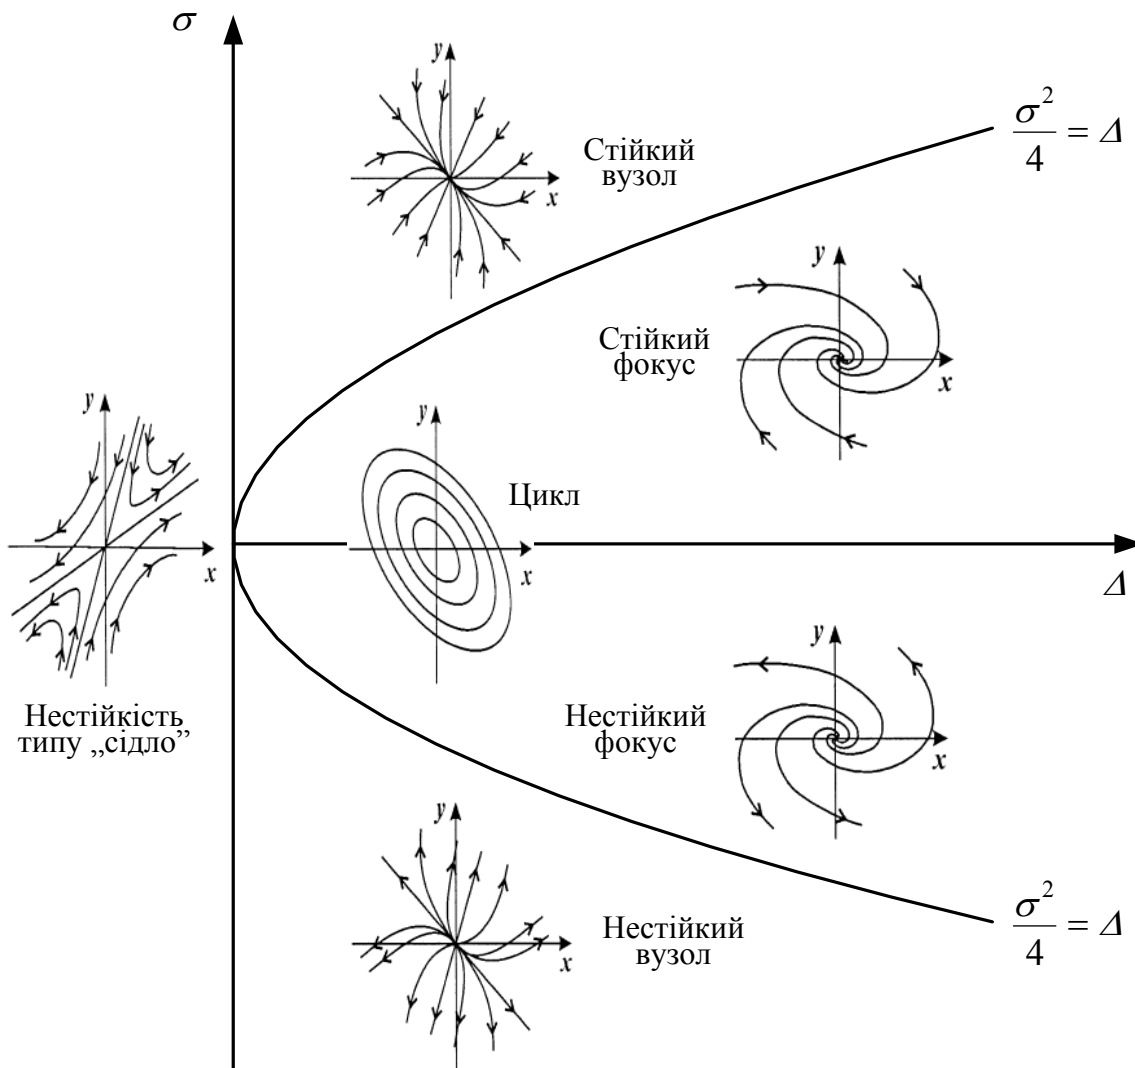 σ
y
x
Стійкий
вузол
σ²/4 = Δ
y
x
Стійкий
фокус
y
x
y
x
Цикл
Δ
Нестійкість
типу „сідло”
y
x
Нестійкий
фокус
y
x
Нестійкий
вузол
σ²/4 = Δ